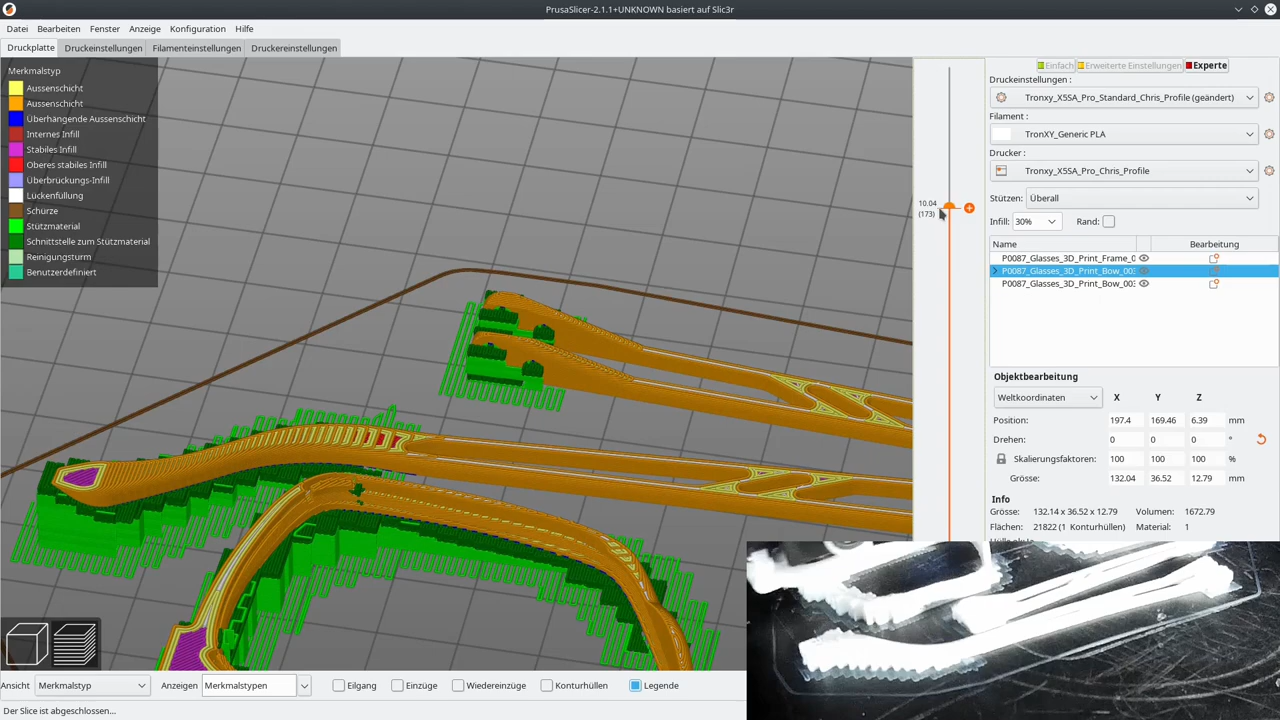 PrusaSlicer-2.1.1+UNKNOWN basiert auf Slic3r
Datei Bearbeiten Fenster Anzeige Konfiguration Hilfe
Druckplatte Druckeinstellungen Filamenteinstellungen Druckereinstellungen
Merkmalstyp
Aussenschicht
Aussenschicht
Überhängende Aussenschicht
Internes Infill
Stabiles Infill
Oberes stabiles Infill
Überbrückungs-Infill
Lückenfüllung
Schürze
Stützmaterial
Schnittstelle zum Stützmaterial
Reinigungsturm
Benutzerdefiniert
10.04
(173)
Einfach Erweiterte Einstellungen Experte
Druckeinstellungen :
Tronxy_X5SA_Pro_Standard_Chris_Profile (geändert)
Filament :
TronXY_Generic PLA
Drucker :
Tronxy_X5SA_Pro_Chris_Profile
Stützen: Überall
Infill: 30% Rand:
Name Bearbeitung
P0087_Glasses_3D_Print_Frame_0
P0087_Glasses_3D_Print_Bow_003
P0087_Glasses_3D_Print_Bow_003
Objektbearbeitung
Weltkoordinaten X Y Z
Position: 197.4 169.46 6.39 mm
Drehen: 0 0 0 °
Skalierungsfaktoren: 100 100 100 %
Grösse: 132.04 36.52 12.79 mm
Info
Grösse: 132.14 x 36.52 x 12.79 Volumen: 1672.79
Flächen: 21822 (1 Konturhüllen) Material: 1
Ansicht Merkmalstyp Anzeigen Merkmalstypen Eilgang Einzüge Wiedereinzüge Konturhüllen Legende
Der Slice ist abgeschlossen...